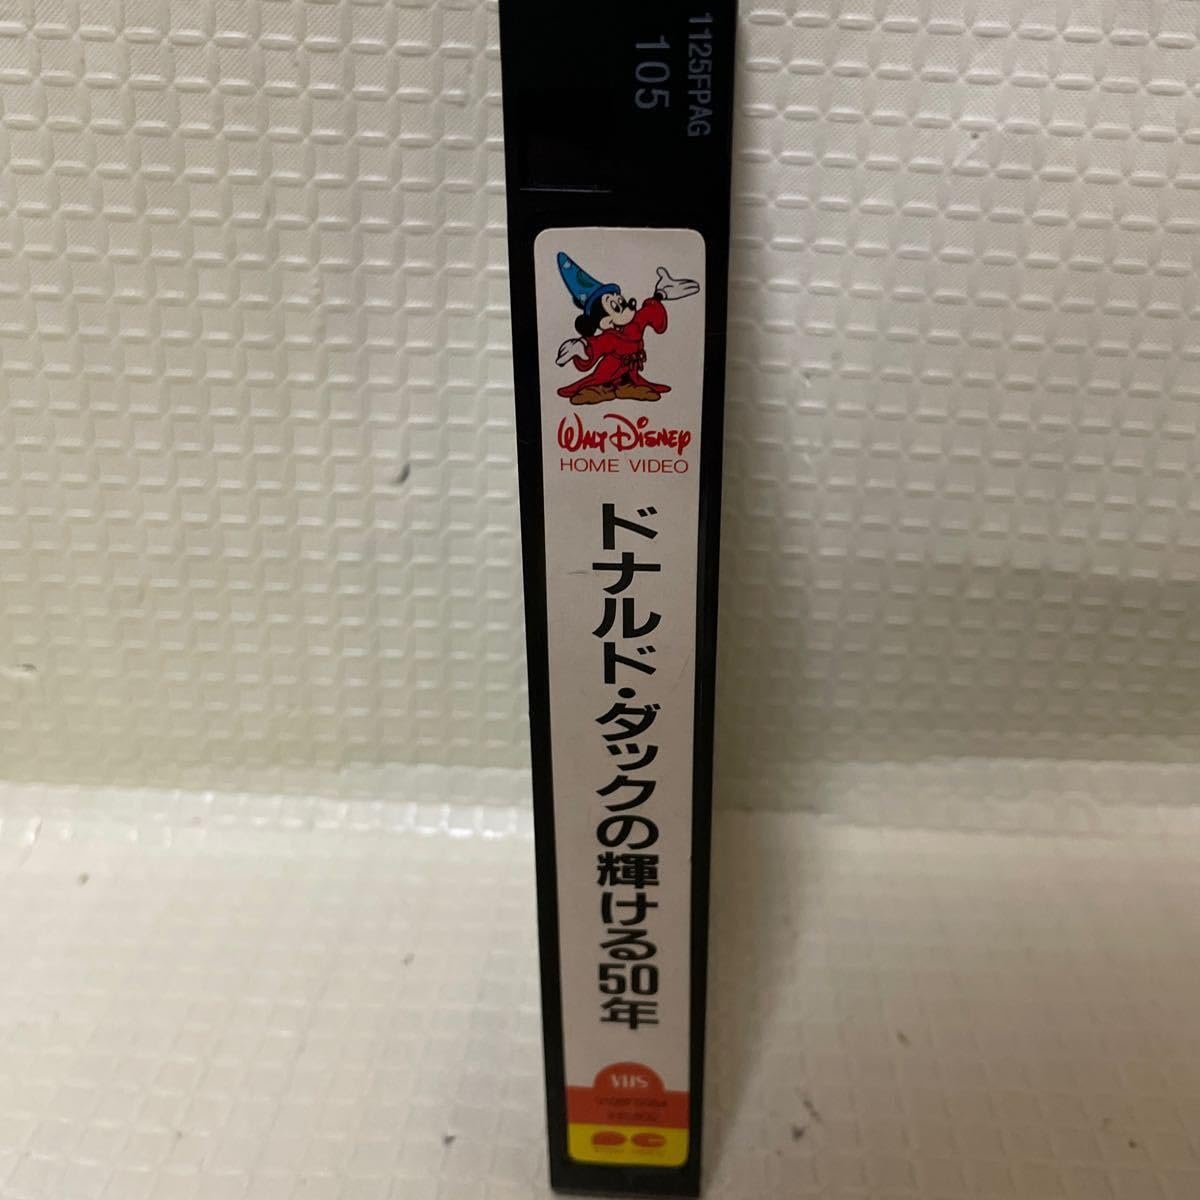 1125FPAG
105
WALT DISNEY
HOME VIDEO
ドナルド・ダックの輝ける50年
VHS